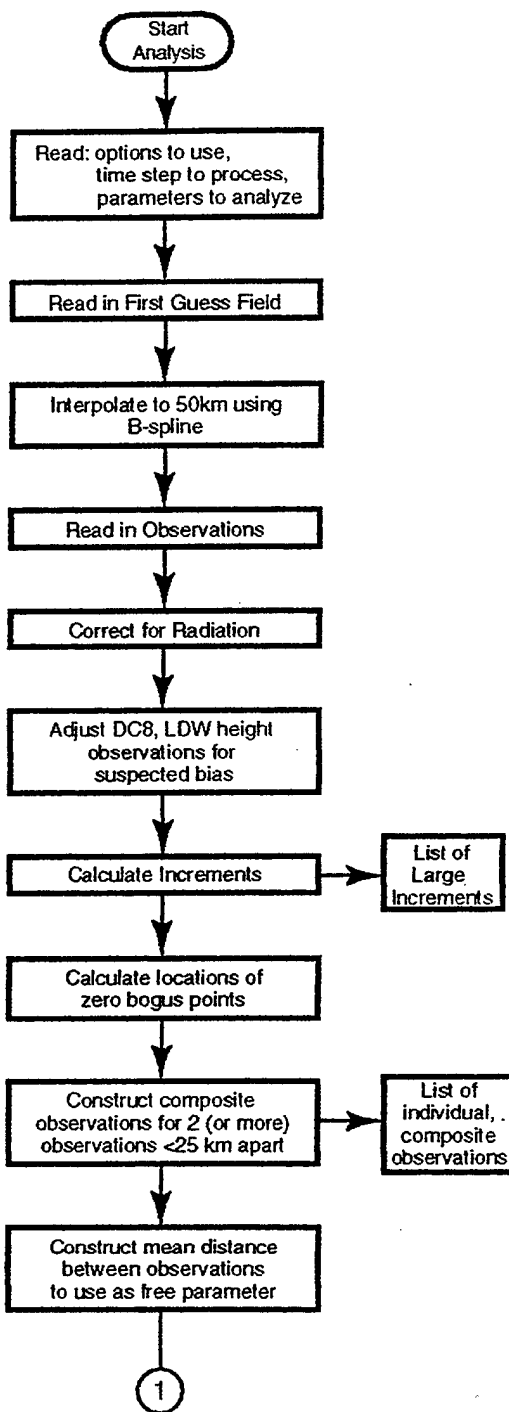 Start
Analysis
Read: options to use,
time step to process,
parameters to analyze
Read in First Guess Field
Interpolate to 50km using
B-spline
Read in Observations
Correct for Radiation
Adjust DC8, LDW height
observations for
suspected bias
Calculate Increments
List of
Large
Increments
Calculate locations of
zero bogus points
Construct composite
observations for 2 (or more)
observations <25 km apart
List of
individual,
composite
observations
Construct mean distance
between observations
to use as free parameter
1